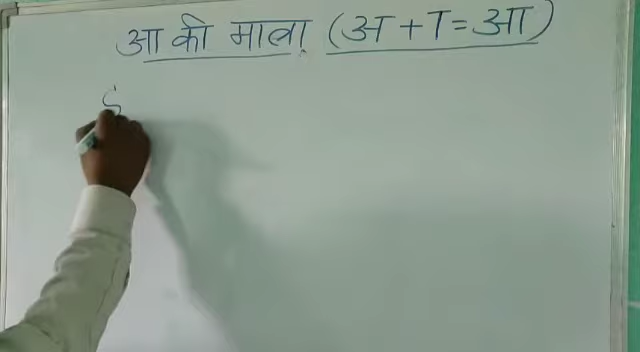 आ की मात्रा (अ + ा = आ)